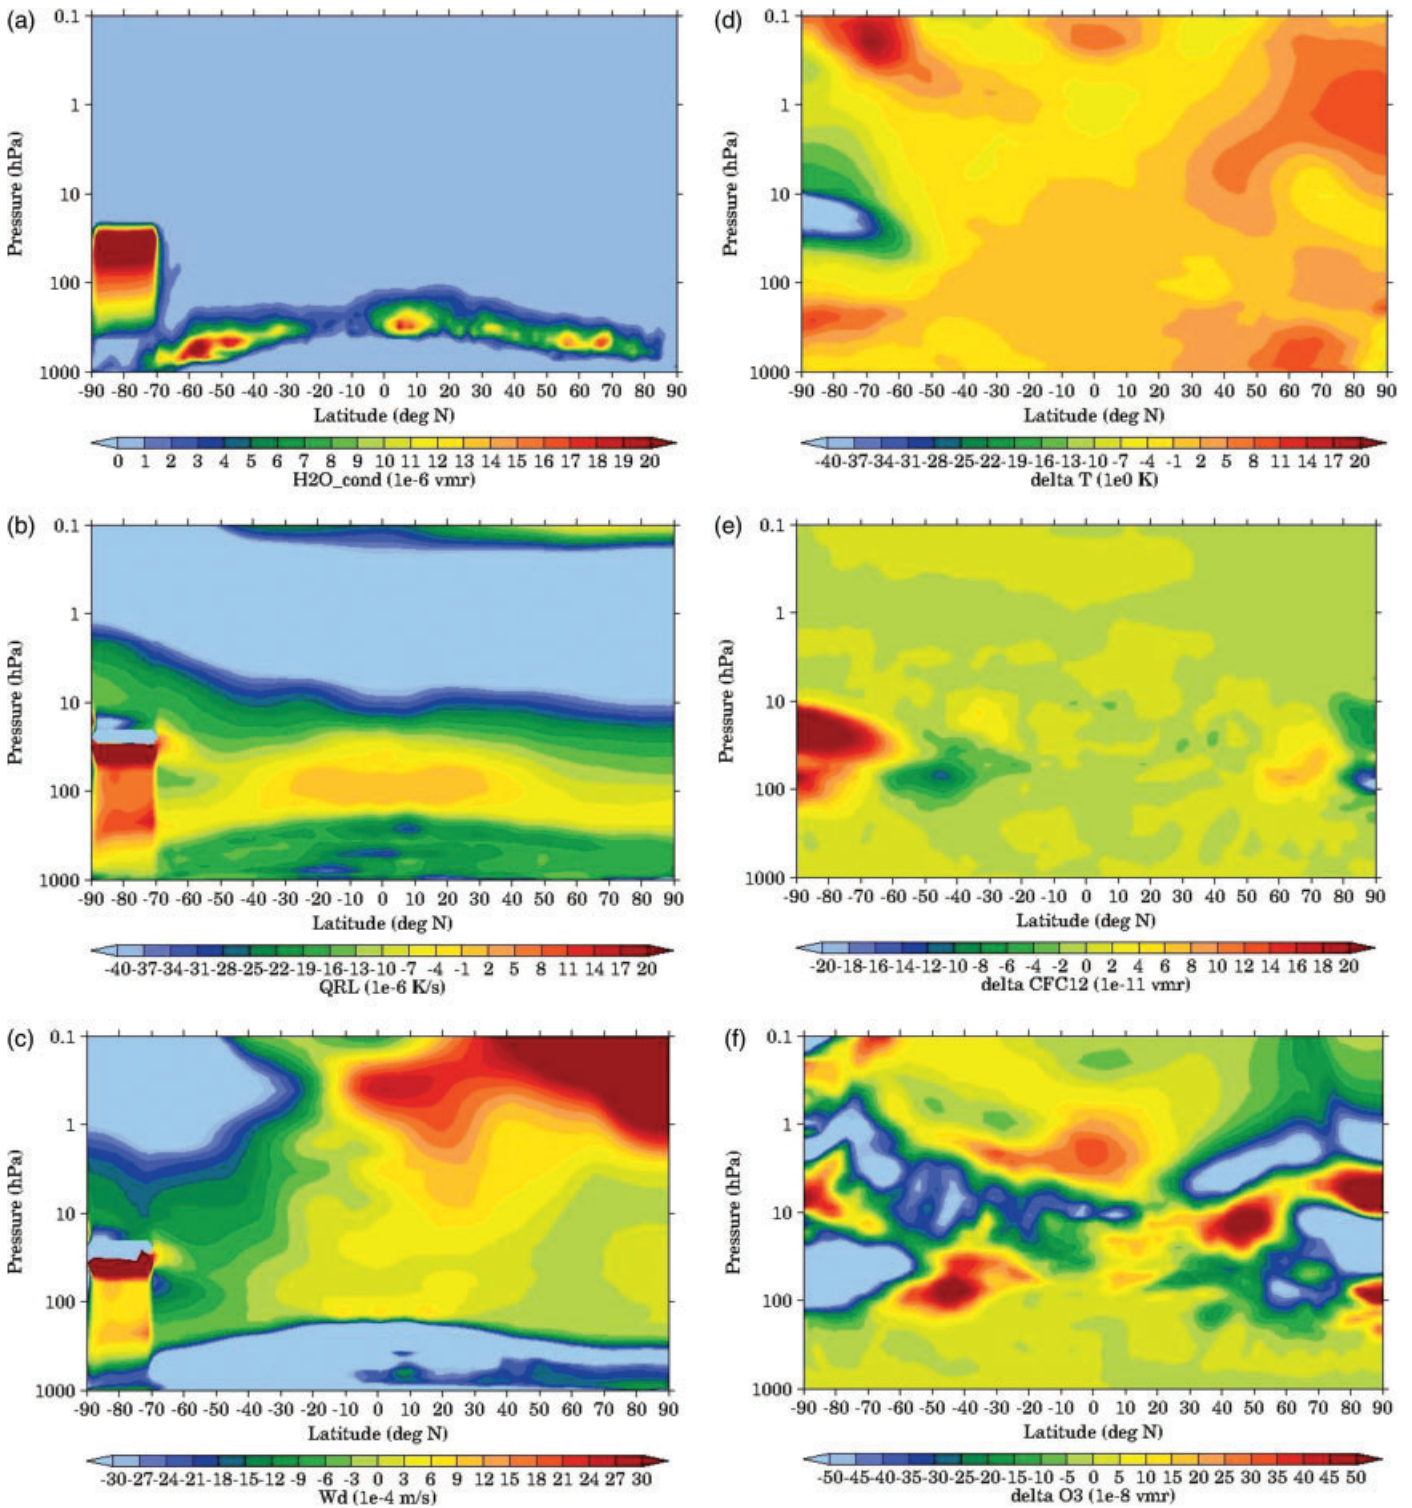 (a)
0.1
1
10
100
1000
Pressure (hPa)
-90 -80 -70 -60 -50 -40 -30 -20 -10 0 10 20 30 40 50 60 70 80 90
Latitude (deg N)
0 1 2 3 4 5 6 7 8 9 10 11 12 13 14 15 16 17 18 19 20
H2O_cond (1e-6 vmr)
(b)
0.1
1
10
100
1000
Pressure (hPa)
-90 -80 -70 -60 -50 -40 -30 -20 -10 0 10 20 30 40 50 60 70 80 90
Latitude (deg N)
-40-37-34-31-28-25-22-19-16-13-10 -7 -4 -1 2 5 8 11 14 17 20
QRL (1e-6 K/s)
(c)
0.1
1
10
100
1000
Pressure (hPa)
-90 -80 -70 -60 -50 -40 -30 -20 -10 0 10 20 30 40 50 60 70 80 90
Latitude (deg N)
-30-27-24-21-18-15-12 -9 -6 -3 0 3 6 9 12 15 18 21 24 27 30
Wd (1e-4 m/s)
(d)
0.1
1
10
100
1000
Pressure (hPa)
-90 -80 -70 -60 -50 -40 -30 -20 -10 0 10 20 30 40 50 60 70 80 90
Latitude (deg N)
-40-37-34-31-28-25-22-19-16-13-10 -7 -4 -1 2 5 8 11 14 17 20
delta T (1e0 K)
(e)
0.1
1
10
100
1000
Pressure (hPa)
-90 -80 -70 -60 -50 -40 -30 -20 -10 0 10 20 30 40 50 60 70 80 90
Latitude (deg N)
-20-18-16-14-12-10 -8 -6 -4 -2 0 2 4 6 8 10 12 14 16 18 20
delta CFC12 (1e-11 vmr)
(f)
0.1
1
10
100
1000
Pressure (hPa)
-90 -80 -70 -60 -50 -40 -30 -20 -10 0 10 20 30 40 50 60 70 80 90
Latitude (deg N)
-50-45-40-35-30-25-20-15-10 -5 0 5 10 15 20 25 30 35 40 45 50
delta O3 (1e-8 vmr)